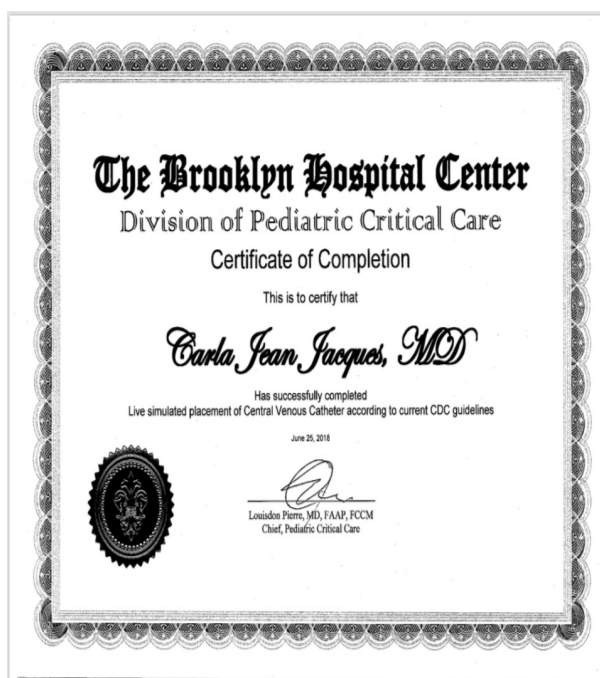 The Brooklyn Hospital Center
Division of Pediatric Critical Care
Certificate of Completion
This is to certify that
Carla Jean Jacques, MD
Has successfully completed
Live simulated placement of Central Venous Catheter according to current CDC guidelines
June 25, 2018
Louisdon Pierre, MD, FAAP, FCCM
Chief, Pediatric Critical Care